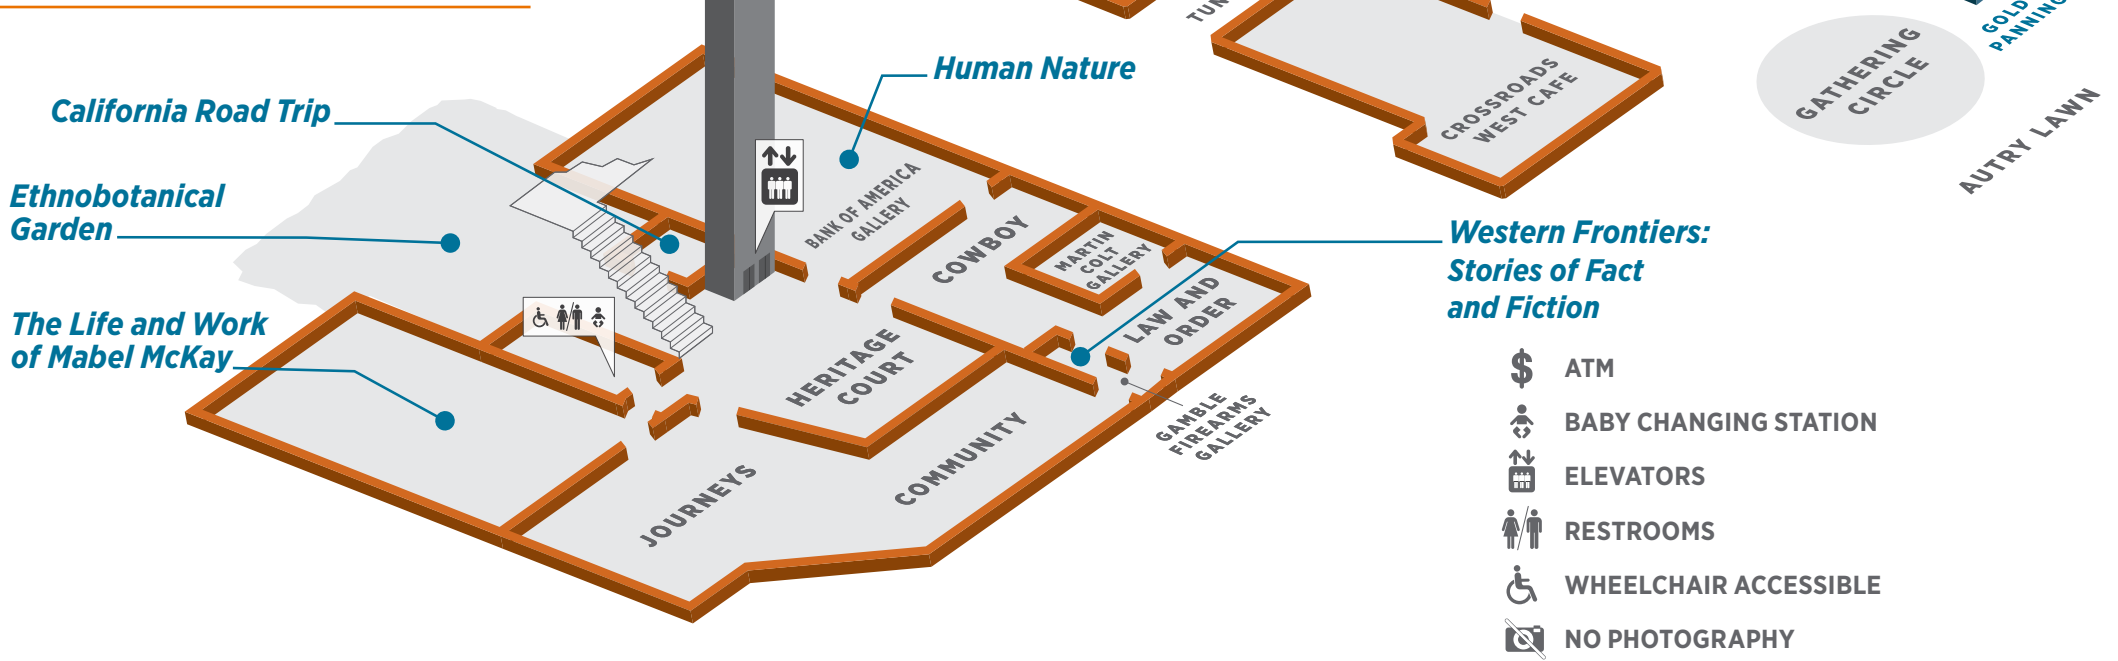 TUN
GOLD
PANNING
GATHERING
CIRCLE
AUTRY LAWN
CROSSROADS
WEST CAFE
Human Nature
California Road Trip
Ethnobotanical
Garden
BANK OF AMERICA
GALLERY
COWBOY
MARTIN
COLT
GALLERY
LAW AND
ORDER
Western Frontiers:
Stories of Fact
and Fiction
The Life and Work
of Mabel McKay
HERITAGE
COURT
GAMBLE
FIREARMS
GALLERY
COMMUNITY
JOURNEYS
$ ATM
BABY CHANGING STATION
ELEVATORS
RESTROOMS
WHEELCHAIR ACCESSIBLE
NO PHOTOGRAPHY